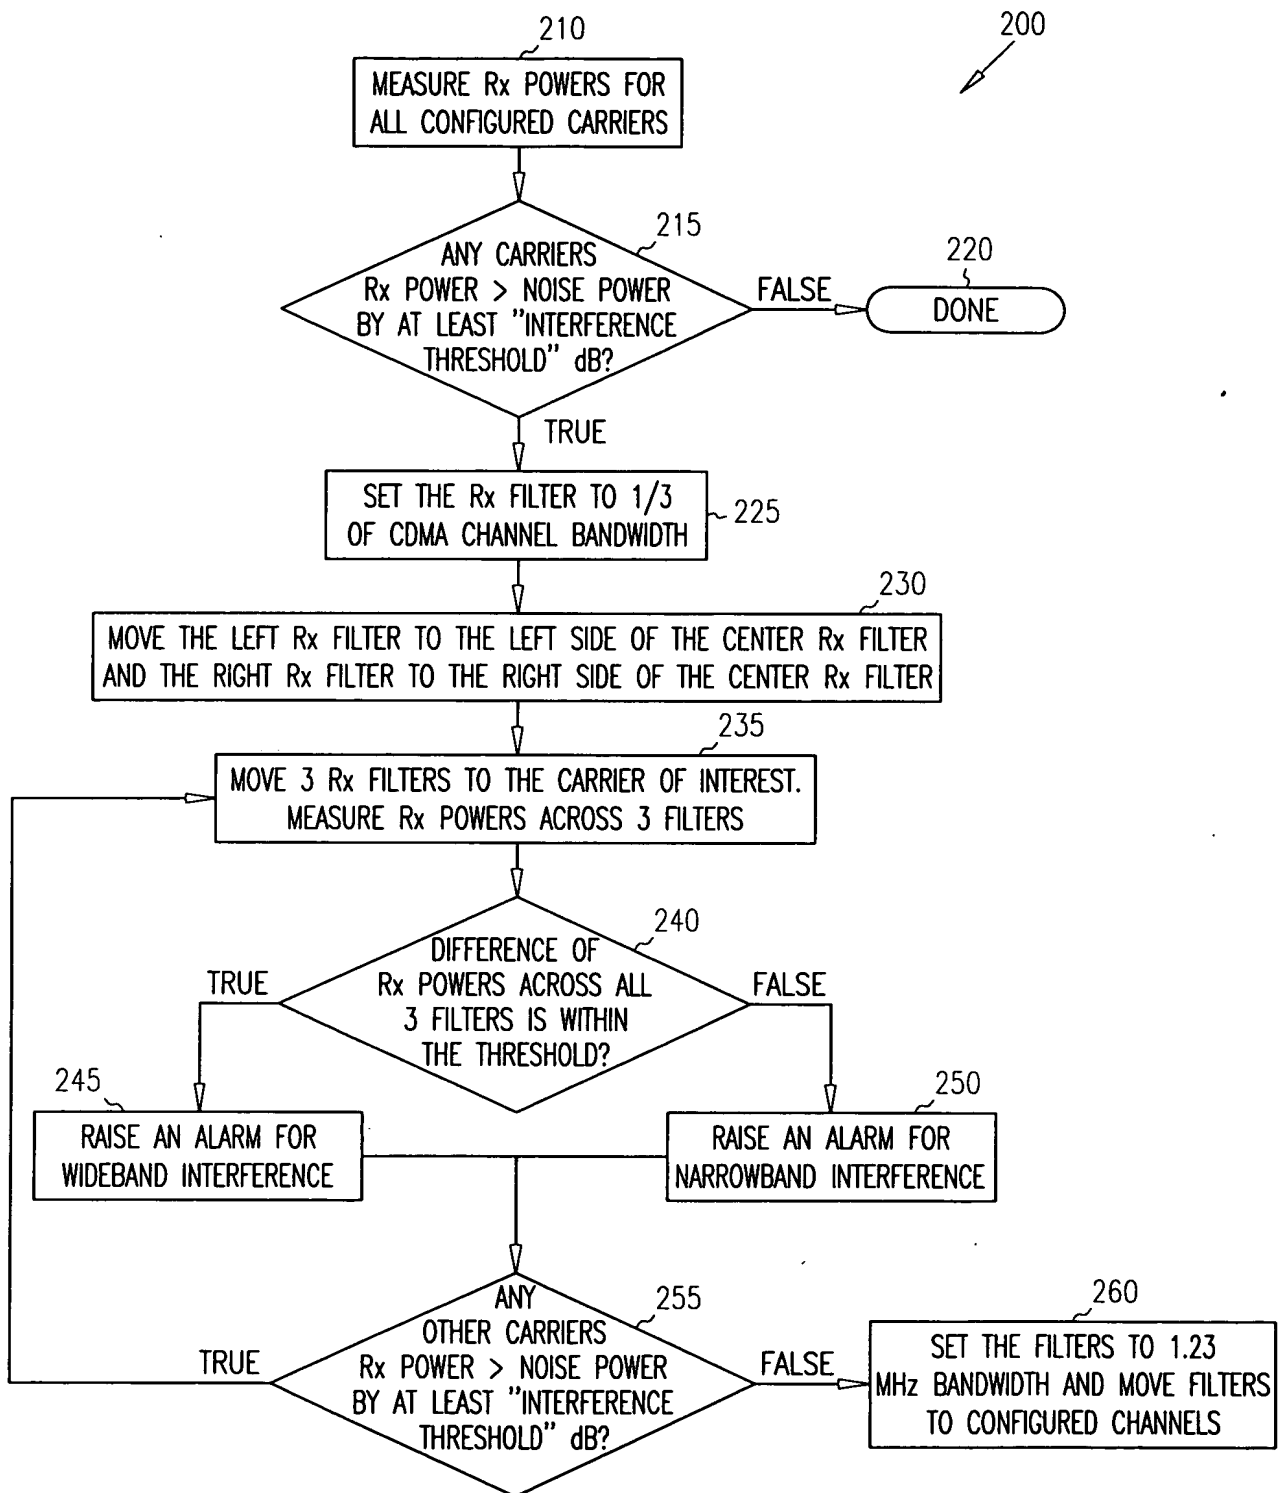 200
210
MEASURE Rx POWERS FOR
ALL CONFIGURED CARRIERS
215
ANY CARRIERS
Rx POWER > NOISE POWER
BY AT LEAST "INTERFERENCE
THRESHOLD" dB?
FALSE
220
DONE
TRUE
SET THE Rx FILTER TO 1/3
OF CDMA CHANNEL BANDWIDTH
225
230
MOVE THE LEFT Rx FILTER TO THE LEFT SIDE OF THE CENTER Rx FILTER
AND THE RIGHT Rx FILTER TO THE RIGHT SIDE OF THE CENTER Rx FILTER
235
MOVE 3 Rx FILTERS TO THE CARRIER OF INTEREST.
MEASURE Rx POWERS ACROSS 3 FILTERS
240
DIFFERENCE OF
Rx POWERS ACROSS ALL
3 FILTERS IS WITHIN
THE THRESHOLD?
TRUE
FALSE
245
RAISE AN ALARM FOR
WIDEBAND INTERFERENCE
250
RAISE AN ALARM FOR
NARROWBAND INTERFERENCE
255
ANY
OTHER CARRIERS
Rx POWER > NOISE POWER
BY AT LEAST "INTERFERENCE
THRESHOLD" dB?
TRUE
FALSE
260
SET THE FILTERS TO 1.23
MHz BANDWIDTH AND MOVE FILTERS
TO CONFIGURED CHANNELS